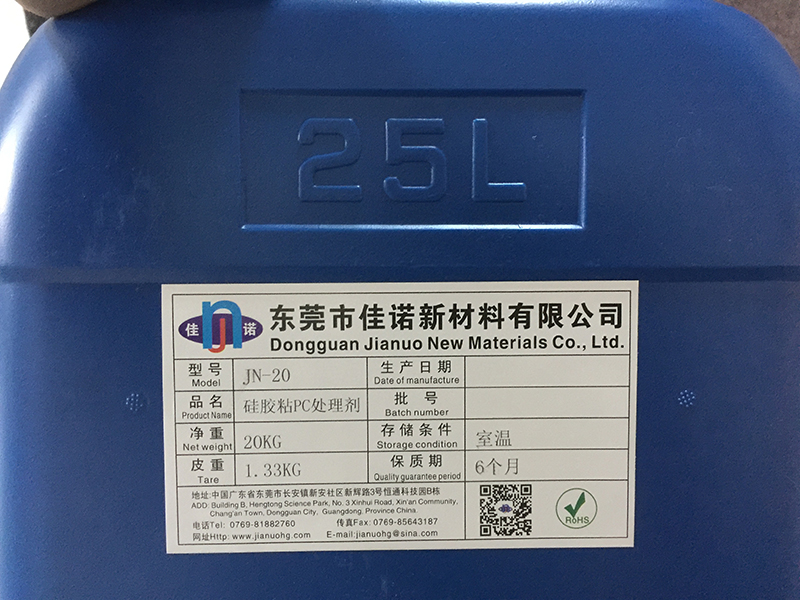 25L
佳 nj 诺
东莞市佳诺新材料有限公司
Dongguan Jianuo New Materials Co., Ltd.
型号 JN-20 生产日期
Model Date of manufacture
品名 硅胶粘PC处理剂 批 号
Product Name Batch number
净重 20KG 存储条件 室温
Net weight Storage condition
皮重 1.33KG 保质期 6个月
Tare Quality guarantee period
地址:中国广东省东莞市长安镇新安社区新辉路3号恒通科技园B栋
ADD: Building B, Hengtong Science Park, No. 3 Xinhui Road, Xin'an Community,
Chang'an Town, Dongguan City, Guangdong. Province China.
电话Tel: 0769-81882760 传真Fax: 0769-85643187
网址Http: www.jianuohg.com E-mail:jianuohg@sina.com
RoHS